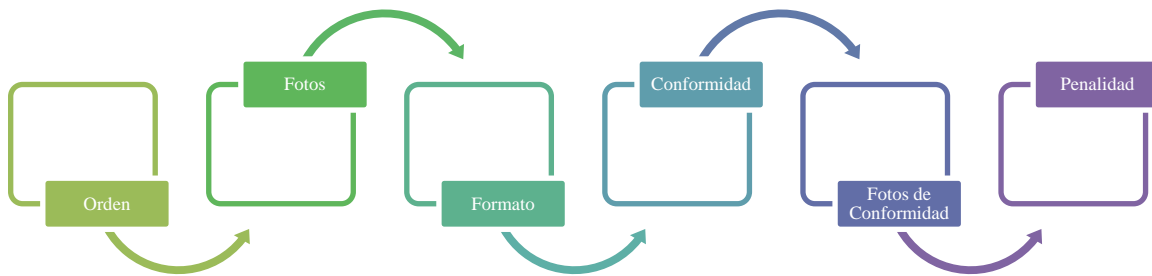 Orden
Fotos
Formato
Conformidad
Fotos de
Conformidad
Penalidad